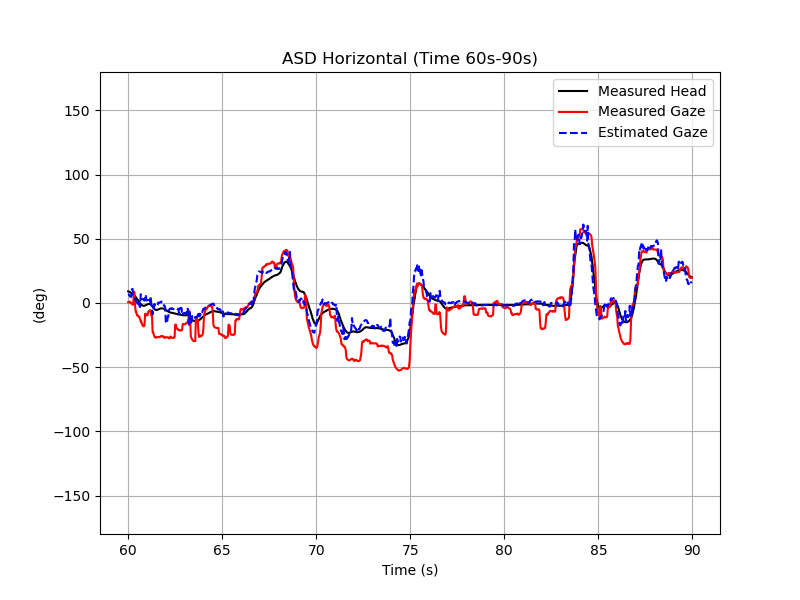 ASD Horizontal (Time 60s-90s)
Measured Head
Measured Gaze
Estimated Gaze
150
100
50
0
−50
−100
−150
(deg)
60 65 70 75 80 85 90
Time (s)